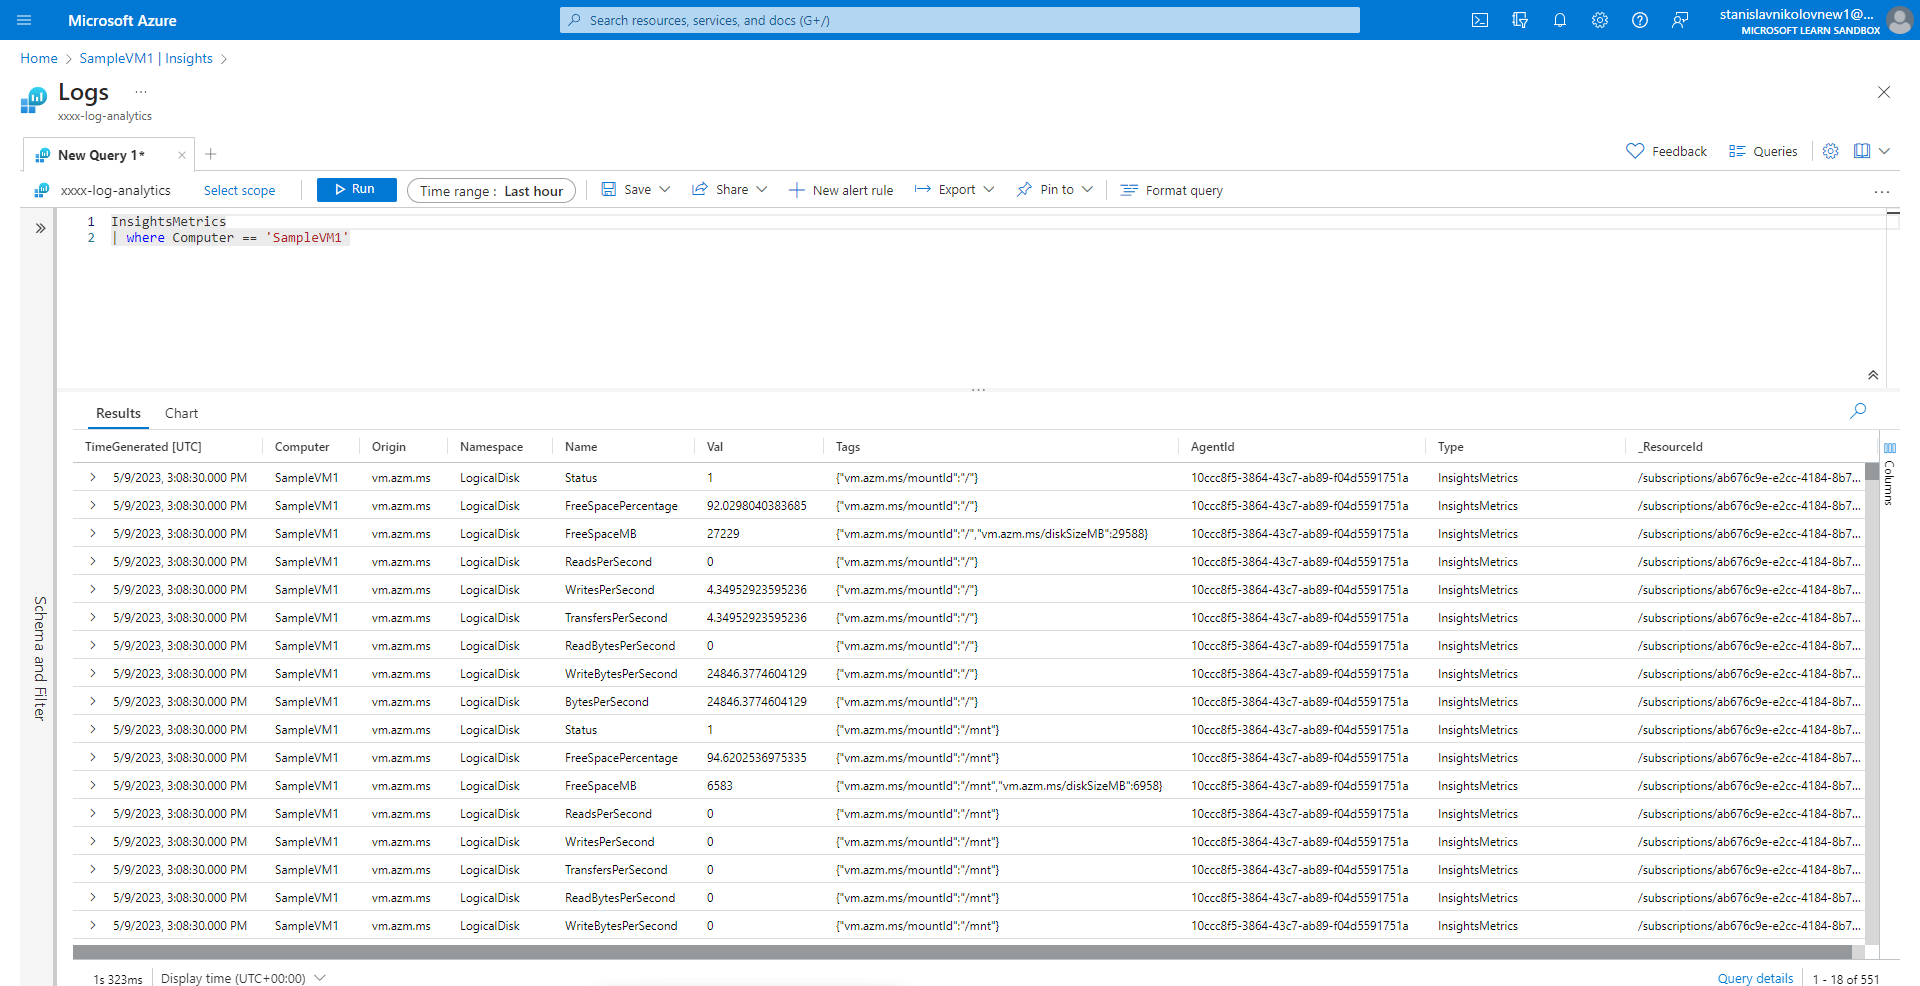 Microsoft Azure
Search resources, services, and docs (G+/)
stanislavnikolovnew1@...
MICROSOFT LEARN SANDBOX
Home > SampleVM1 | Insights >
Logs ...
xxxx-log-analytics
New Query 1*
Feedback Queries
xxxx-log-analytics Select scope Run Time range : Last hour Save Share New alert rule Export Pin to Format query ...
1 InsightsMetrics
2 | where Computer == 'SampleVM1'
Schema and Filter
Results Chart
TimeGenerated [UTC] Computer Origin Namespace Name Val Tags AgentId Type _ResourceId
Columns
5/9/2023, 3:08:30.000 PM SampleVM1 vm.azm.ms LogicalDisk Status 1 {"vm.azm.ms/mountId":"/"} 10ccc8f5-3864-43c7-ab89-f04d5591751a InsightsMetrics /subscriptions/ab676c9e-e2cc-4184-8b7...
5/9/2023, 3:08:30.000 PM SampleVM1 vm.azm.ms LogicalDisk FreeSpacePercentage 92.0298040383685 {"vm.azm.ms/mountId":"/"} 10ccc8f5-3864-43c7-ab89-f04d5591751a InsightsMetrics /subscriptions/ab676c9e-e2cc-4184-8b7...
5/9/2023, 3:08:30.000 PM SampleVM1 vm.azm.ms LogicalDisk FreeSpaceMB 27229 {"vm.azm.ms/mountId":"/","vm.azm.ms/diskSizeMB":29588} 10ccc8f5-3864-43c7-ab89-f04d5591751a InsightsMetrics /subscriptions/ab676c9e-e2cc-4184-8b7...
5/9/2023, 3:08:30.000 PM SampleVM1 vm.azm.ms LogicalDisk ReadsPerSecond 0 {"vm.azm.ms/mountId":"/"} 10ccc8f5-3864-43c7-ab89-f04d5591751a InsightsMetrics /subscriptions/ab676c9e-e2cc-4184-8b7...
5/9/2023, 3:08:30.000 PM SampleVM1 vm.azm.ms LogicalDisk WritesPerSecond 4.34952923595236 {"vm.azm.ms/mountId":"/"} 10ccc8f5-3864-43c7-ab89-f04d5591751a InsightsMetrics /subscriptions/ab676c9e-e2cc-4184-8b7...
5/9/2023, 3:08:30.000 PM SampleVM1 vm.azm.ms LogicalDisk TransfersPerSecond 4.34952923595236 {"vm.azm.ms/mountId":"/"} 10ccc8f5-3864-43c7-ab89-f04d5591751a InsightsMetrics /subscriptions/ab676c9e-e2cc-4184-8b7...
5/9/2023, 3:08:30.000 PM SampleVM1 vm.azm.ms LogicalDisk ReadBytesPerSecond 0 {"vm.azm.ms/mountId":"/"} 10ccc8f5-3864-43c7-ab89-f04d5591751a InsightsMetrics /subscriptions/ab676c9e-e2cc-4184-8b7...
5/9/2023, 3:08:30.000 PM SampleVM1 vm.azm.ms LogicalDisk WriteBytesPerSecond 24846.3774604129 {"vm.azm.ms/mountId":"/"} 10ccc8f5-3864-43c7-ab89-f04d5591751a InsightsMetrics /subscriptions/ab676c9e-e2cc-4184-8b7...
5/9/2023, 3:08:30.000 PM SampleVM1 vm.azm.ms LogicalDisk BytesPerSecond 24846.3774604129 {"vm.azm.ms/mountId":"/"} 10ccc8f5-3864-43c7-ab89-f04d5591751a InsightsMetrics /subscriptions/ab676c9e-e2cc-4184-8b7...
5/9/2023, 3:08:30.000 PM SampleVM1 vm.azm.ms LogicalDisk Status 1 {"vm.azm.ms/mountId":"/mnt"} 10ccc8f5-3864-43c7-ab89-f04d5591751a InsightsMetrics /subscriptions/ab676c9e-e2cc-4184-8b7...
5/9/2023, 3:08:30.000 PM SampleVM1 vm.azm.ms LogicalDisk FreeSpacePercentage 94.6202536975335 {"vm.azm.ms/mountId":"/mnt"} 10ccc8f5-3864-43c7-ab89-f04d5591751a InsightsMetrics /subscriptions/ab676c9e-e2cc-4184-8b7...
5/9/2023, 3:08:30.000 PM SampleVM1 vm.azm.ms LogicalDisk FreeSpaceMB 6583 {"vm.azm.ms/mountId":"/mnt","vm.azm.ms/diskSizeMB":6958} 10ccc8f5-3864-43c7-ab89-f04d5591751a InsightsMetrics /subscriptions/ab676c9e-e2cc-4184-8b7...
5/9/2023, 3:08:30.000 PM SampleVM1 vm.azm.ms LogicalDisk ReadsPerSecond 0 {"vm.azm.ms/mountId":"/mnt"} 10ccc8f5-3864-43c7-ab89-f04d5591751a InsightsMetrics /subscriptions/ab676c9e-e2cc-4184-8b7...
5/9/2023, 3:08:30.000 PM SampleVM1 vm.azm.ms LogicalDisk WritesPerSecond 0 {"vm.azm.ms/mountId":"/mnt"} 10ccc8f5-3864-43c7-ab89-f04d5591751a InsightsMetrics /subscriptions/ab676c9e-e2cc-4184-8b7...
5/9/2023, 3:08:30.000 PM SampleVM1 vm.azm.ms LogicalDisk TransfersPerSecond 0 {"vm.azm.ms/mountId":"/mnt"} 10ccc8f5-3864-43c7-ab89-f04d5591751a InsightsMetrics /subscriptions/ab676c9e-e2cc-4184-8b7...
5/9/2023, 3:08:30.000 PM SampleVM1 vm.azm.ms LogicalDisk ReadBytesPerSecond 0 {"vm.azm.ms/mountId":"/mnt"} 10ccc8f5-3864-43c7-ab89-f04d5591751a InsightsMetrics /subscriptions/ab676c9e-e2cc-4184-8b7...
5/9/2023, 3:08:30.000 PM SampleVM1 vm.azm.ms LogicalDisk WriteBytesPerSecond 0 {"vm.azm.ms/mountId":"/mnt"} 10ccc8f5-3864-43c7-ab89-f04d5591751a InsightsMetrics /subscriptions/ab676c9e-e2cc-4184-8b7...
1s 323ms Display time (UTC+00:00) Query details 1 - 18 of 551